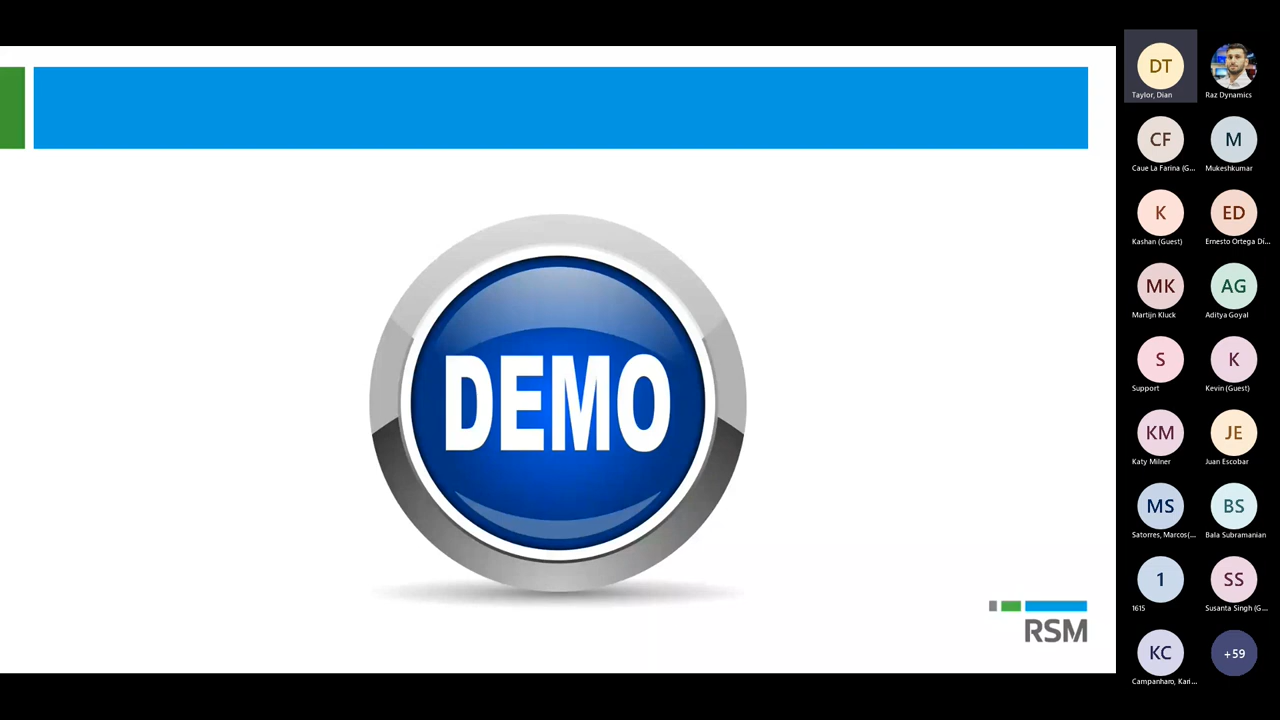 DEMO
RSM
DT
Taylor, Dian
Raz Dynamics
CF
Caue La Farina (G...
M
Mukeshkumar
K
Kashan (Guest)
ED
Ernesto Ortega Di...
MK
Martijn Kluck
AG
Aditya Goyal
S
Support
K
Kevin (Guest)
KM
Katy Milner
JE
Juan Escobar
MS
Satorres, Marcos(...
BS
Bala Subramanian
1
1615
SS
Susanta Singh (G...
KC
Campanharo, Kari...
+59